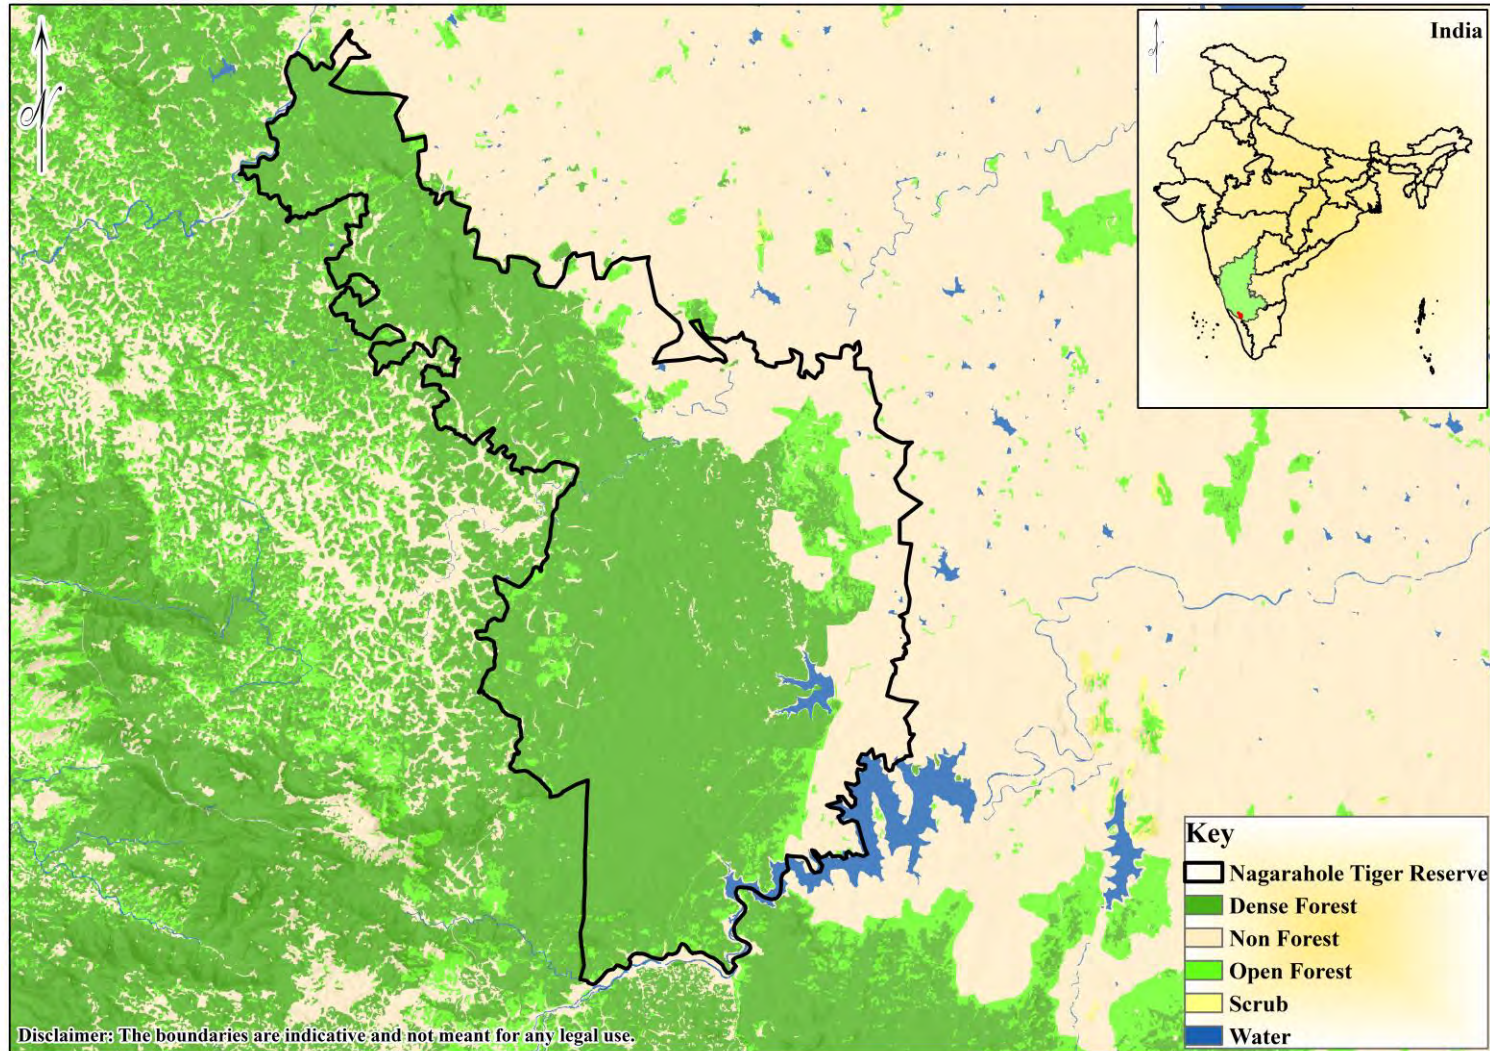 N
N
India
Key
Nagarahole Tiger Reserve
Dense Forest
Non Forest
Open Forest
Scrub
Water
Disclaimer: The boundaries are indicative and not meant for any legal use.